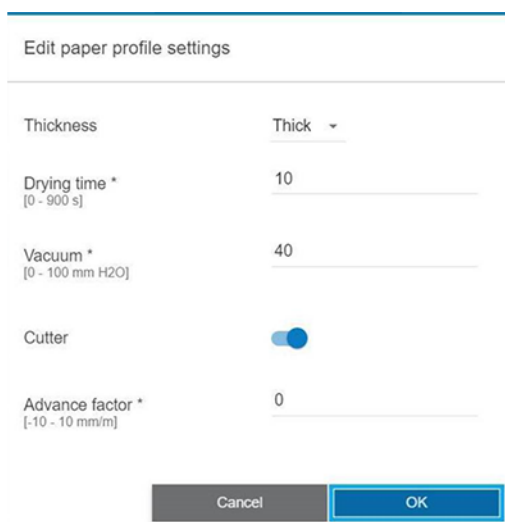 Edit paper profile settings
Thickness Thick
Drying time * 10
[0 - 900 s]
Vacuum * 40
[0 - 100 mm H2O]
Cutter
Advance factor * 0
[-10 - 10 mm/m]
Cancel OK